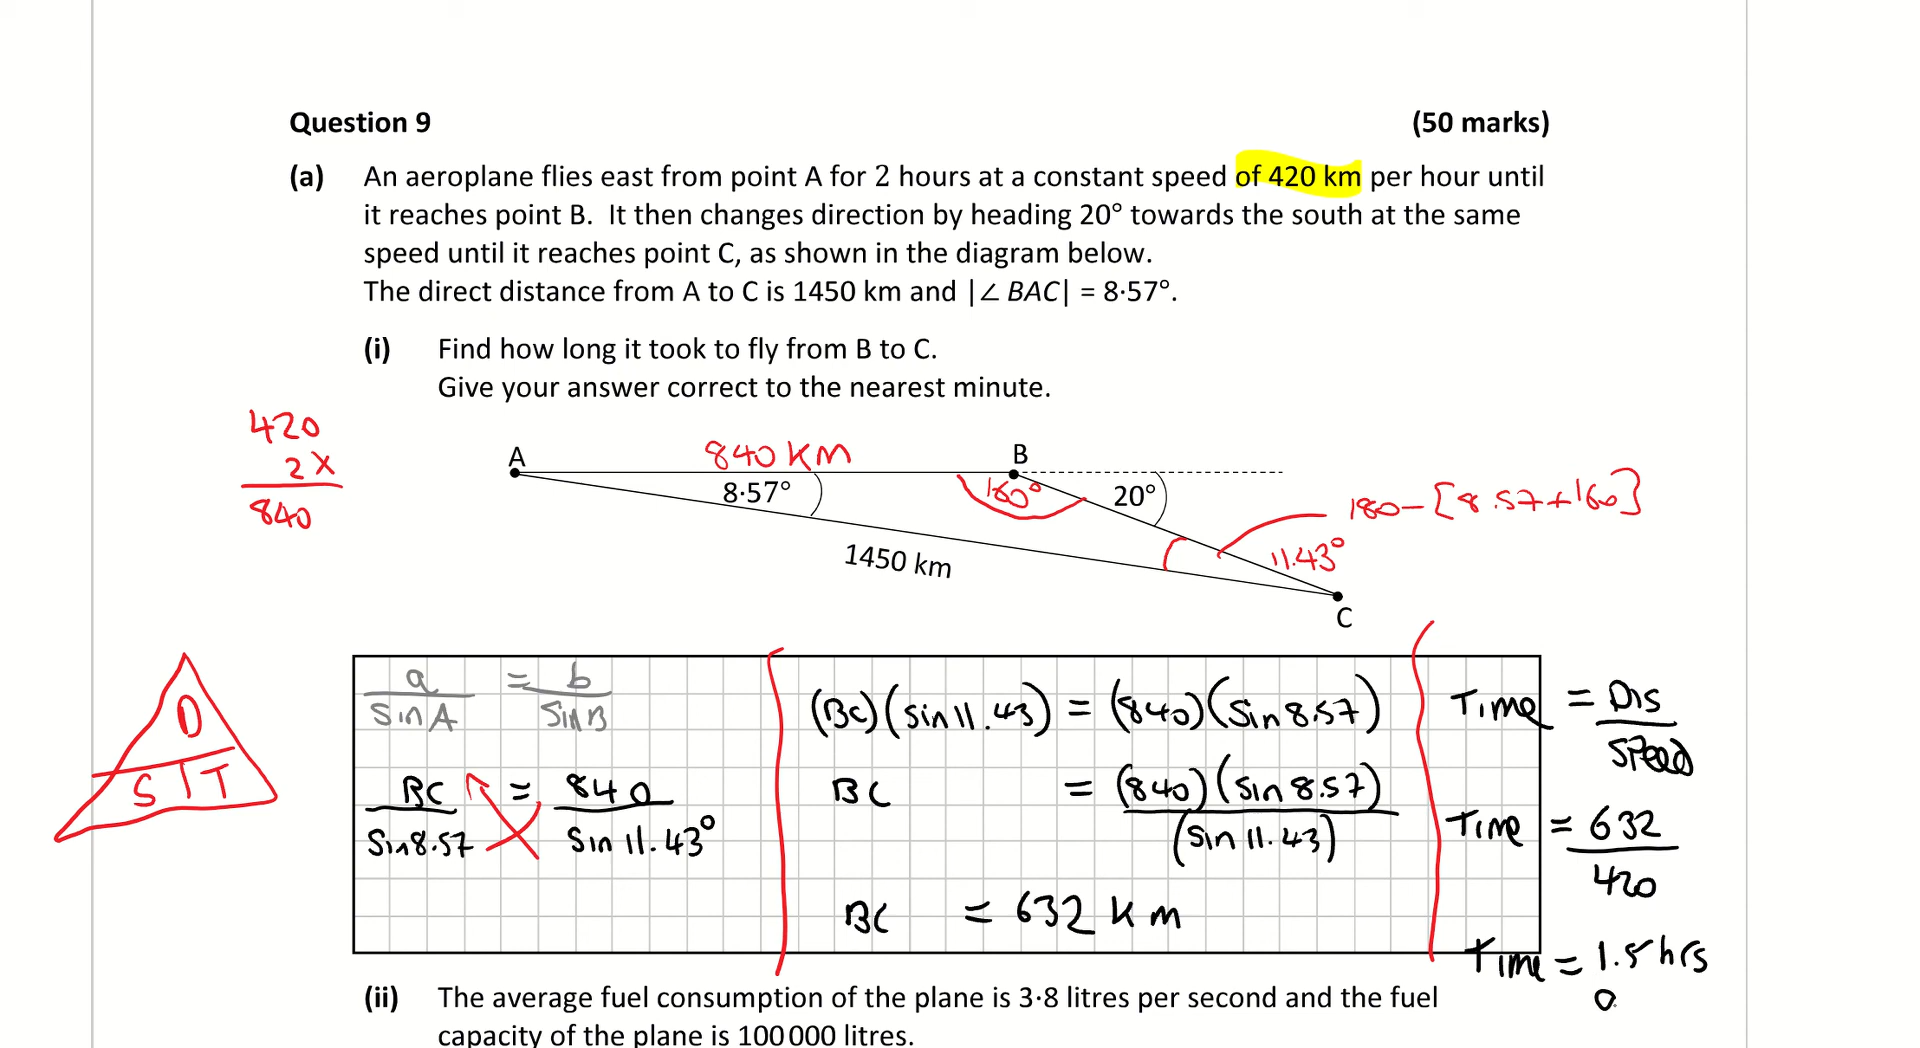 Question 9
(50 marks)
(a) An aeroplane flies east from point A for 2 hours at a constant speed of 420 km per hour until
it reaches point B. It then changes direction by heading 20° towards the south at the same
speed until it reaches point C, as shown in the diagram below.
The direct distance from A to C is 1450 km and |∠ BAC| = 8·57°.
(i) Find how long it took to fly from B to C.
Give your answer correct to the nearest minute.
420
2 x
840
A
840 KM
B
8·57°
160°
20°
180 - [8.57 + 160]
11.43°
1450 km
C
D
S T
a/Sin A = b/Sin B
BC/Sin 8.57 = 840/Sin 11.43°
(BC)(sin 11.43) = (840)(sin 8.57)
BC = (840)(sin 8.57)/(sin 11.43)
BC = 632 Km
Time = Dis/Speed
Time = 632/420
Time = 1.5 hrs
0
(ii) The average fuel consumption of the plane is 3·8 litres per second and the fuel
capacity of the plane is 100 000 litres.